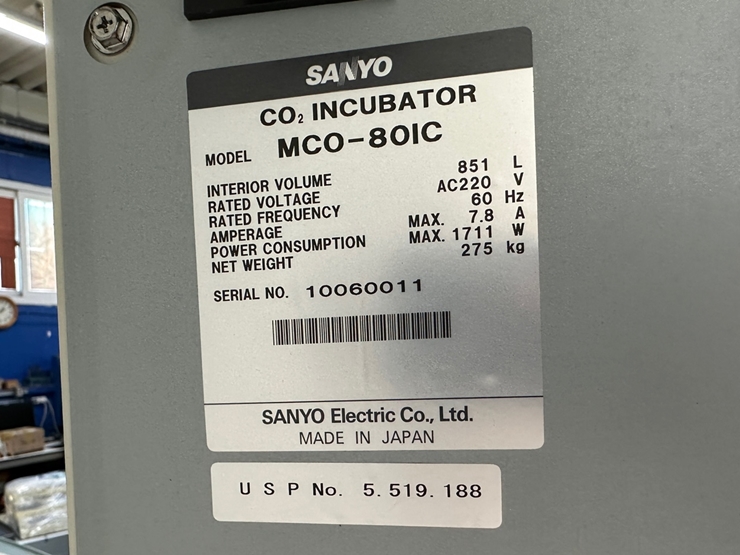 SANYO
CO₂ INCUBATOR
MODEL MCO-80IC
INTERIOR VOLUME 851 L
RATED VOLTAGE AC220 V
RATED FREQUENCY 60 Hz
AMPERAGE MAX. 7.8 A
POWER CONSUMPTION MAX. 1711 W
NET WEIGHT 275 kg
SERIAL NO. 10060011
SANYO Electric Co., Ltd.
MADE IN JAPAN
U S P No. 5.519.188